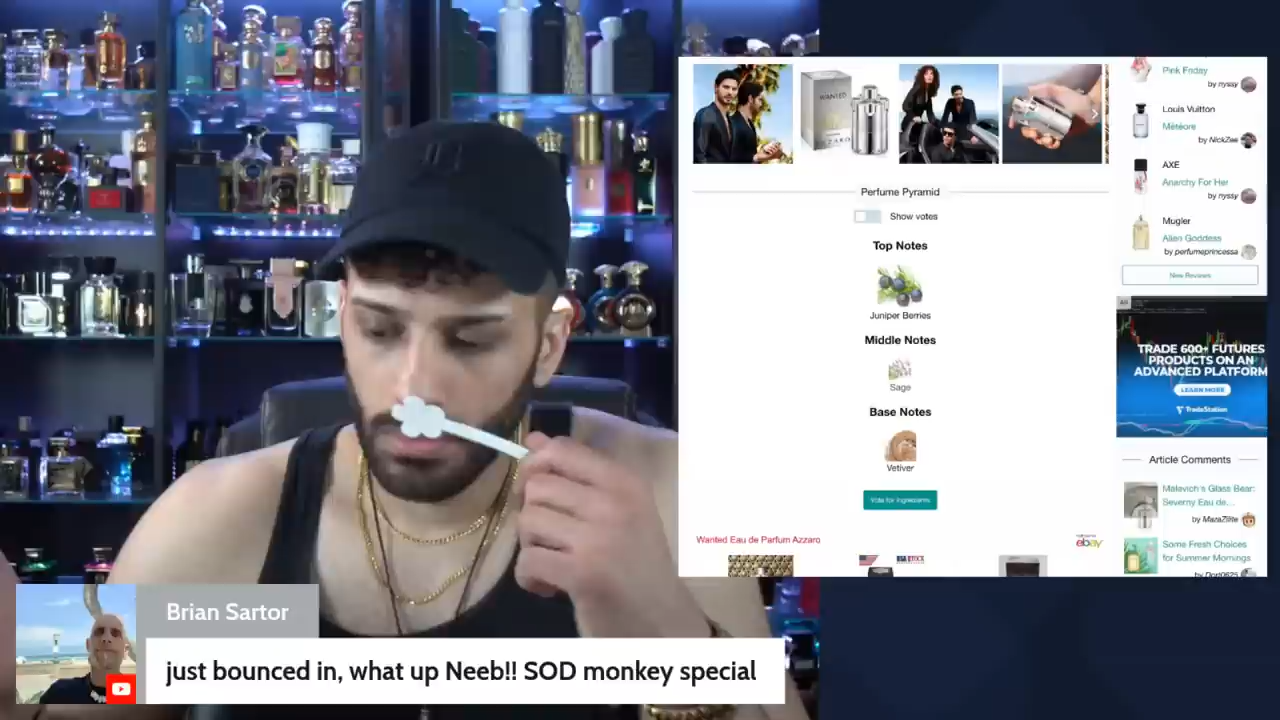 WANTED
Perfume Pyramid
Show votes
Top Notes
Juniper Berries
Middle Notes
Sage
Base Notes
Vetiver
Vote for Ingredients
Wanted Eau de Parfum Azzaro
ebay
Pink Friday
by nyssy
Louis Vuitton
Météore
by NickZee
AXE
Anarchy For Her
by nyssy
Mugler
Alien Goddess
by perfumeprincessa
New Reviews
TRADE 600+ FUTURES
PRODUCTS ON AN
ADVANCED PLATFORM
LEARN MORE
TradeStation
Article Comments
Malevich's Glass Bear:
Severny Eau de...
by MazaZilite
Some Fresh Choices
for Summer Mornings
Brian Sartor
just bounced in, what up Neeb!! SOD monkey special